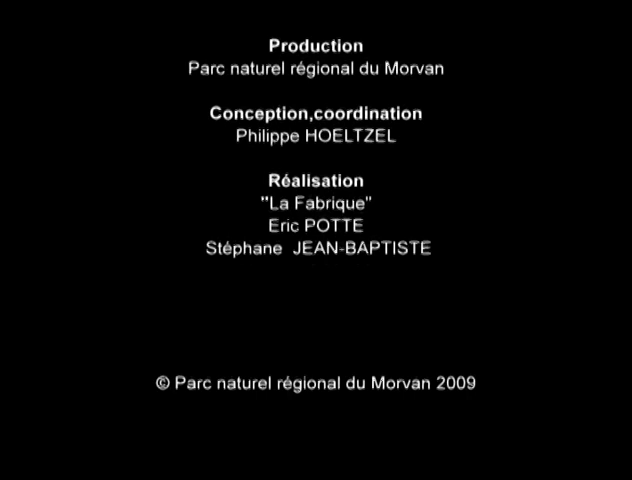 Production
Parc naturel régional du Morvan
Conception,coordination
Philippe HOELTZEL
Réalisation
"La Fabrique"
Eric POTTE
Stéphane JEAN-BAPTISTE
© Parc naturel régional du Morvan 2009